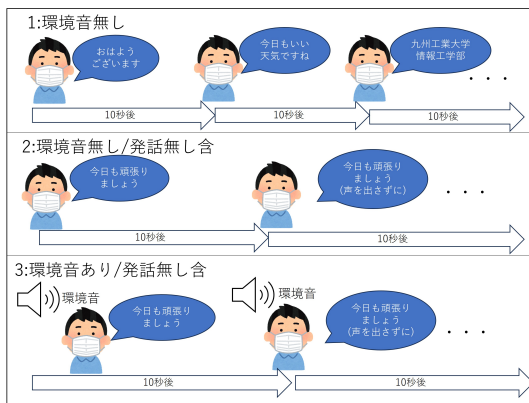 1:環境音無し
おはよう
ございます
今日もいい
天気ですね
九州工業大学
情報工学部
・・・
10秒後
10秒後
10秒後
2:環境音無し/発話無し含
今日も頑張り
ましょう
今日も頑張り
ましょう
(声を出さずに)
・・・
10秒後
10秒後
3:環境音あり/発話無し含
環境音
今日も頑張り
ましょう
環境音
今日も頑張り
ましょう
(声を出さずに)
・・・
10秒後
10秒後